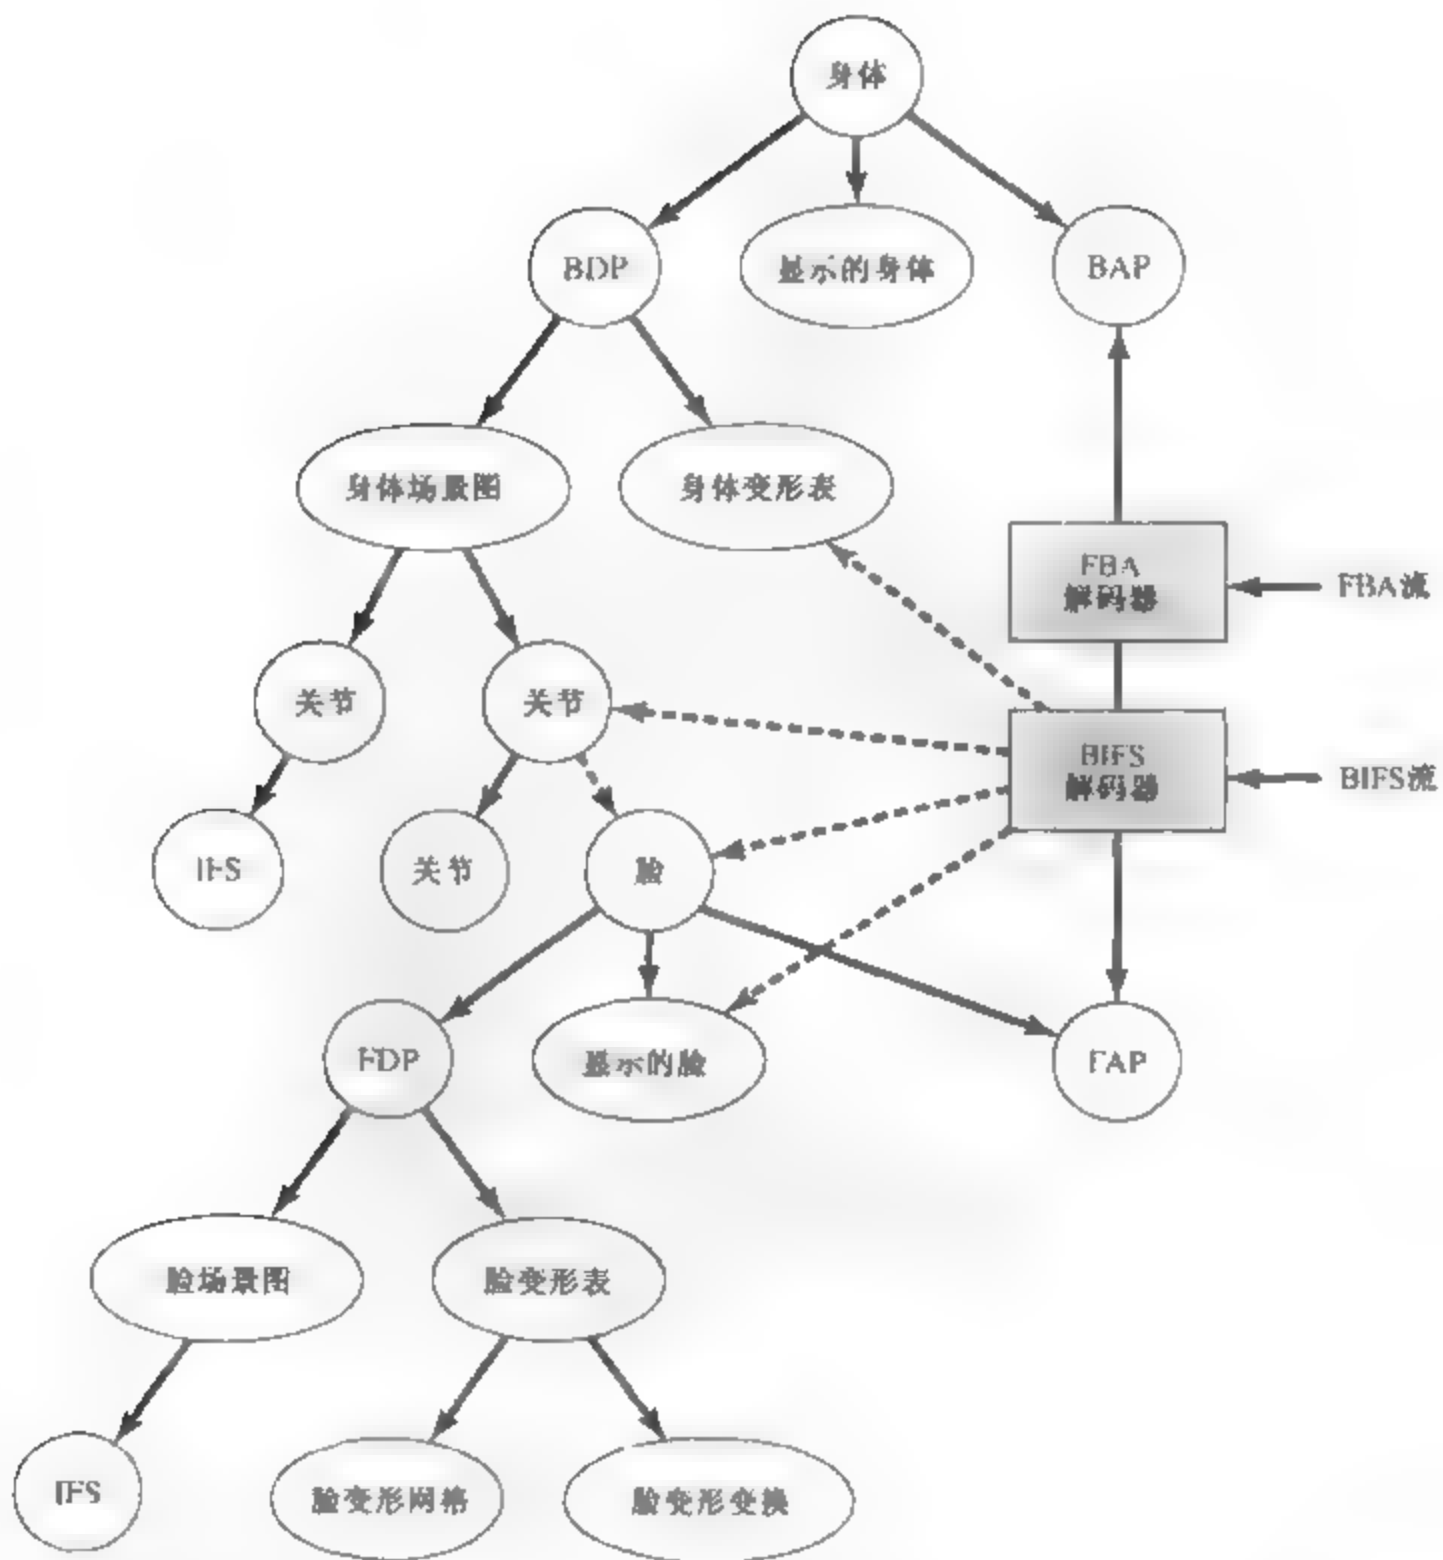 身体
BDP
显示的身体
BAP
身体场景图
身体变形表
FBA
解码器
FBA流
关节
关节
BIFS
解码器
BIFS流
IFS
关节
脸
FDP
显示的脸
FAP
脸场景图
脸变形表
IFS
脸变形网格
脸变形变换